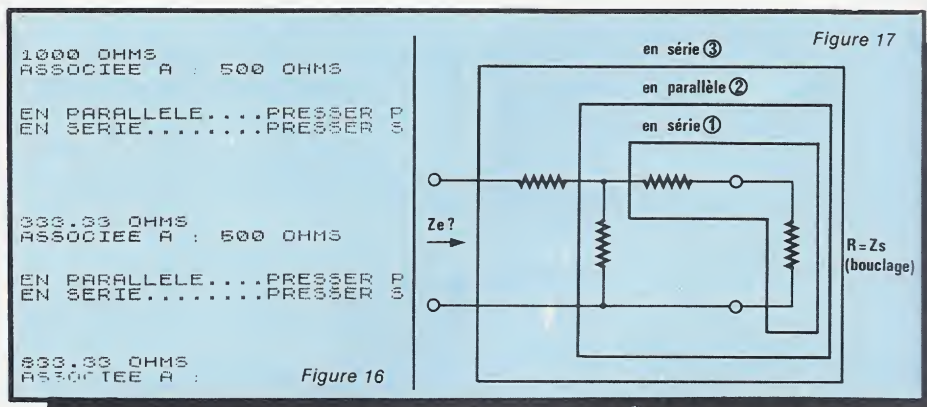 1000 OHMS
ASSOCIEE A : 500 OHMS
EN PARALLELE....PRESSER P
EN SERIE........PRESSER S
333.33 OHMS
ASSOCIEE A : 500 OHMS
EN PARALLELE....PRESSER P
EN SERIE........PRESSER S
833.33 OHMS
ASSOCIEE A :
Figure 16
Figure 17
en série ③
en parallèle ②
en série ①
Ze ?
R = Zs
(bouclage)